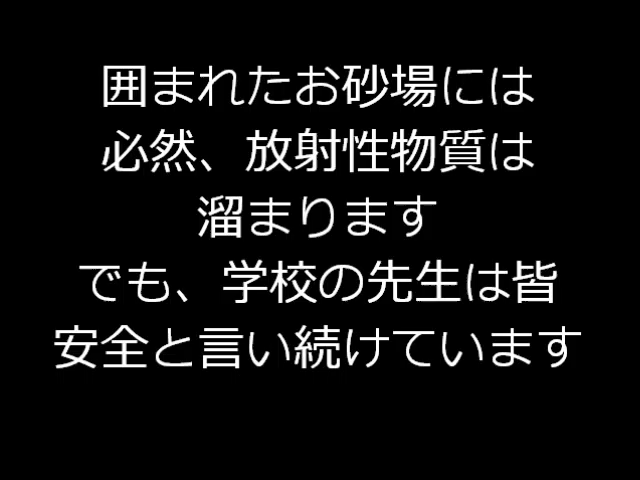 囲まれたお砂場には
必然、放射性物質は
溜まります
でも、学校の先生は皆
安全と言い続けています